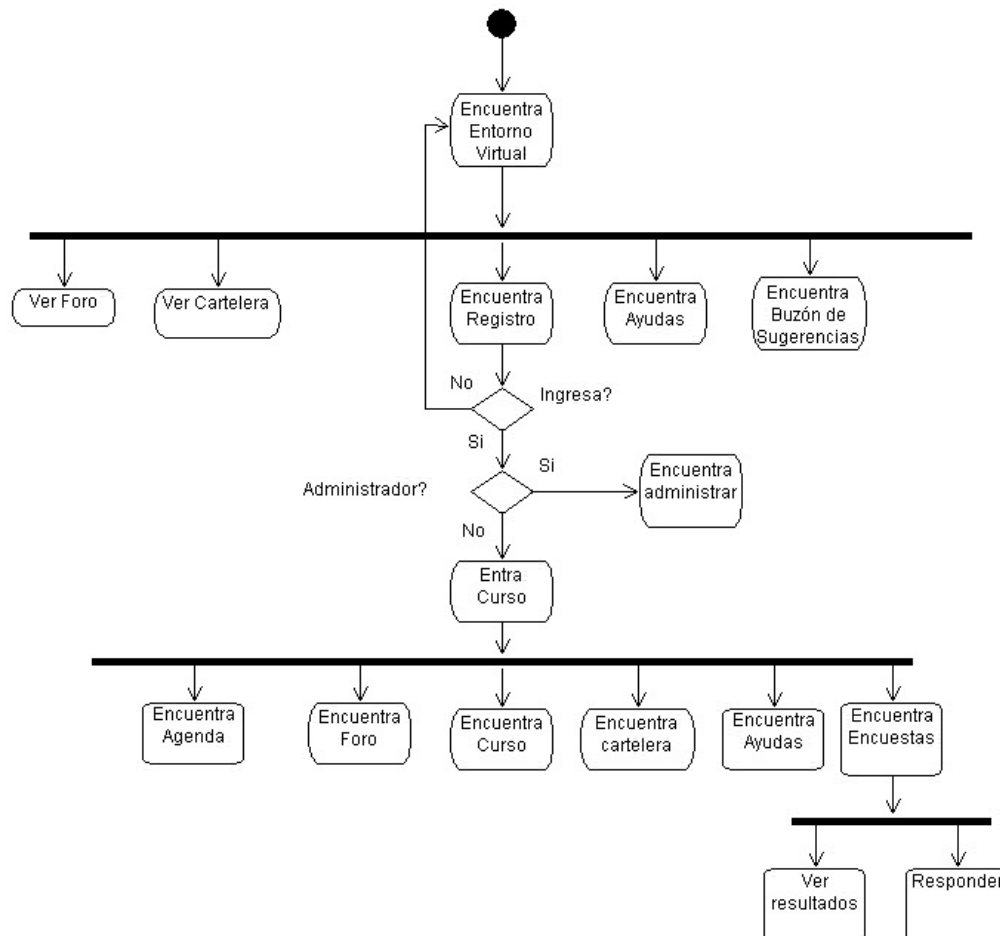 Encuentra
Entorno
Virtual
Ver Foro
Ver Cartelera
Encuentra
Registro
Encuentra
Ayudas
Encuentra
Buzón de
Sugerencias
No
Ingresa?
Si
Administrador?
Si
Encuentra
administrar
No
Entra
Curso
Encuentra
Agenda
Encuentra
Foro
Encuentra
Curso
Encuentra
cartelera
Encuentra
Ayudas
Encuentra
Encuestas
Ver
resultados
Responder